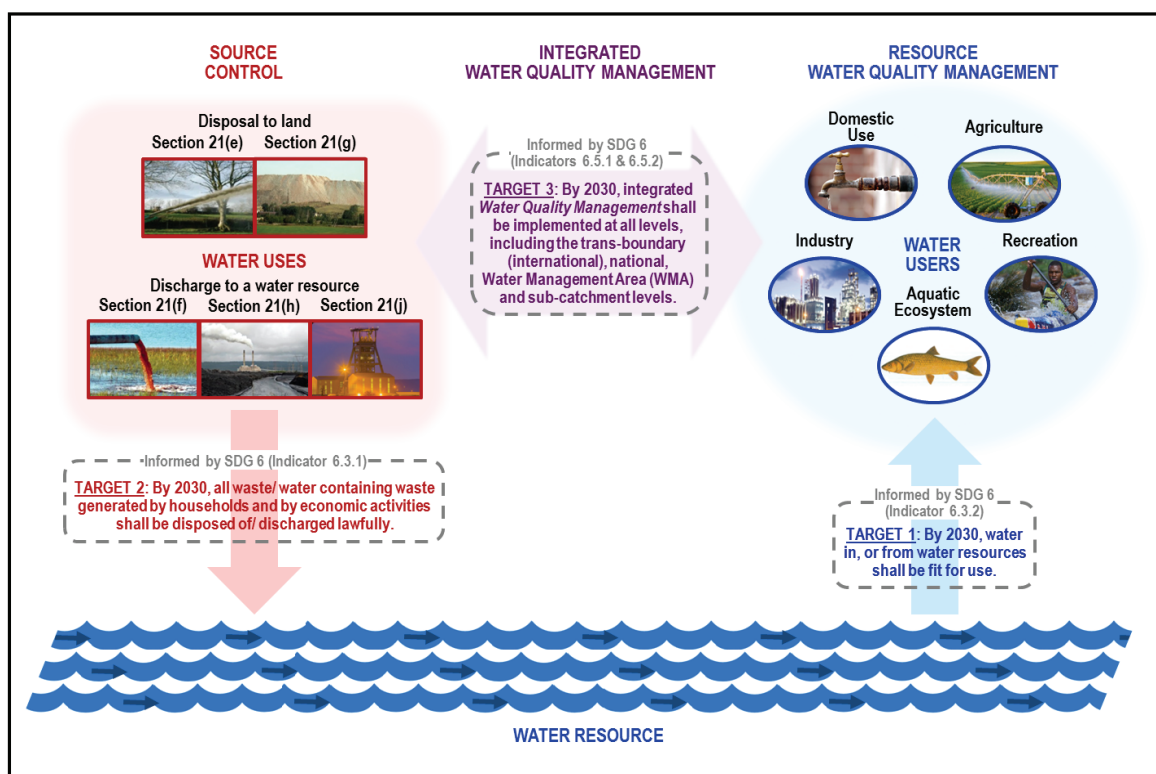 SOURCE
CONTROL
INTEGRATED
WATER QUALITY MANAGEMENT
RESOURCE
WATER QUALITY MANAGEMENT
Disposal to land
Section 21(e) Section 21(g)
WATER USES
Discharge to a water resource
Section 21(f) Section 21(h) Section 21(j)
Informed by SDG 6
(Indicators 6.5.1 & 6.5.2)
TARGET 3: By 2030, integrated
Water Quality Management shall
be implemented at all levels,
including the trans-boundary
(international), national,
Water Management Area (WMA)
and sub-catchment levels.
Domestic
Use
Agriculture
Industry
WATER
USERS
Recreation
Aquatic
Ecosystem
Informed by SDG 6 (Indicator 6.3.1)
TARGET 2: By 2030, all waste/ water containing waste
generated by households and by economic activities
shall be disposed of/ discharged lawfully.
Informed by SDG 6
(Indicator 6.3.2)
TARGET 1: By 2030, water
in, or from water resources
shall be fit for use.
WATER RESOURCE